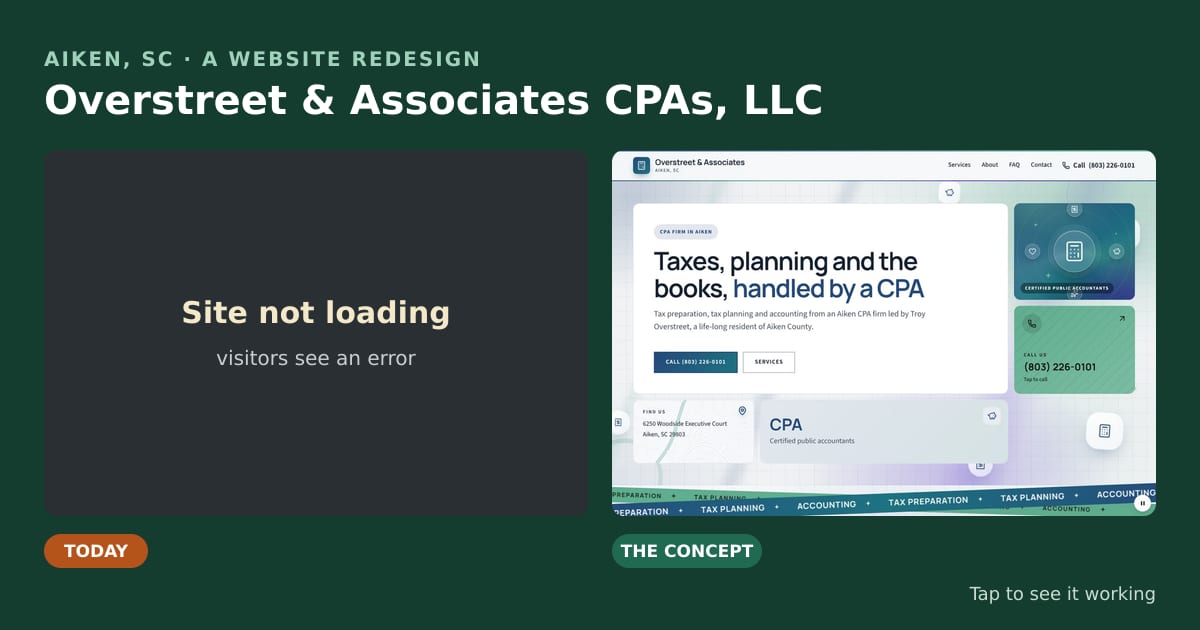 AIKEN, SC · A WEBSITE REDESIGN
Overstreet & Associates CPAs, LLC
Site not loading
visitors see an error
TODAY
Overstreet & Associates
AIKEN, SC
Services About FAQ Contact Call (803) 226-0101
CPA FIRM IN AIKEN
Taxes, planning and the
books, handled by a CPA
Tax preparation, tax planning and accounting from an Aiken CPA firm led by Troy
Overstreet, a life-long resident of Aiken County.
CALL (803) 226-0101 SERVICES
CERTIFIED PUBLIC ACCOUNTANTS
CALL US
(803) 226-0101
Tap to call
FIND US
6250 Woodside Executive Court
Aiken, SC 29803
CPA
Certified public accountants
PREPARATION + TAX PLANNING ACCOUNTING +
EPARATION + TAX PLANNING + ACCOUNTING + TAX PREPARATION + TAX PLANNING + ACCOUNTING
THE CONCEPT
Tap to see it working